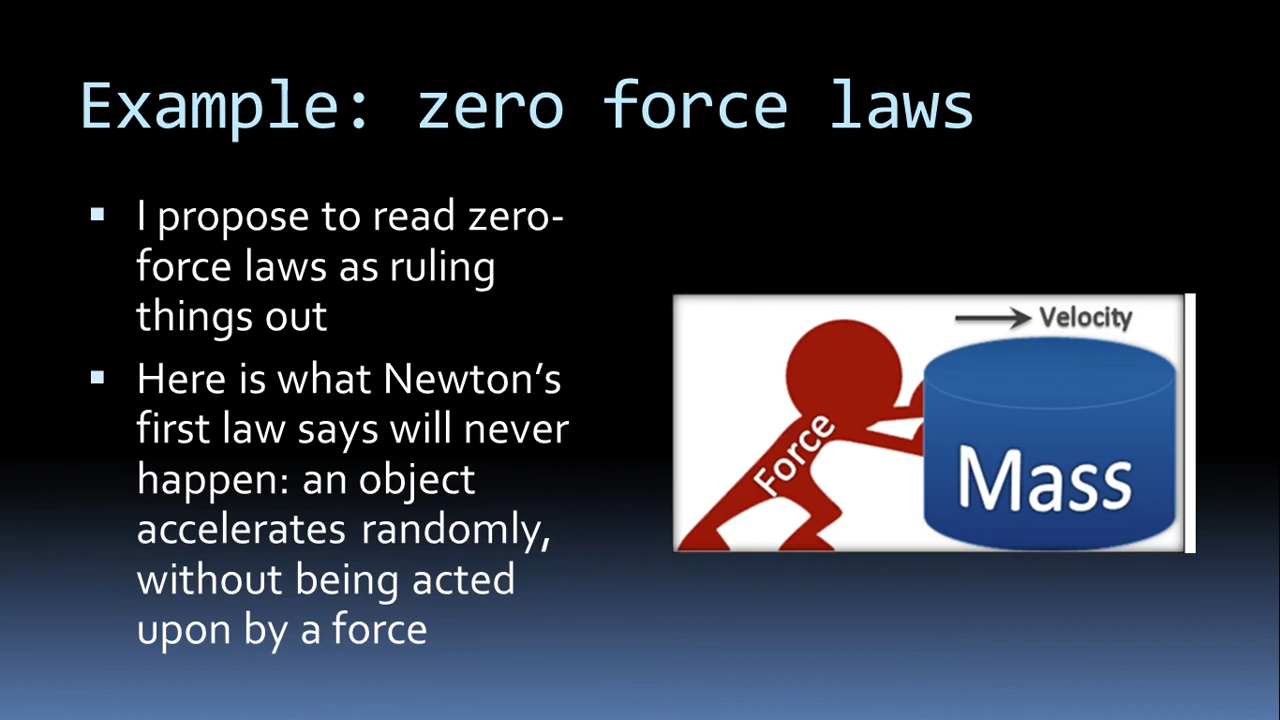 Example: zero force laws
I propose to read zero-
force laws as ruling
things out
Here is what Newton’s
first law says will never
happen: an object
accelerates randomly,
without being acted
upon by a force
Velocity
Force
Mass